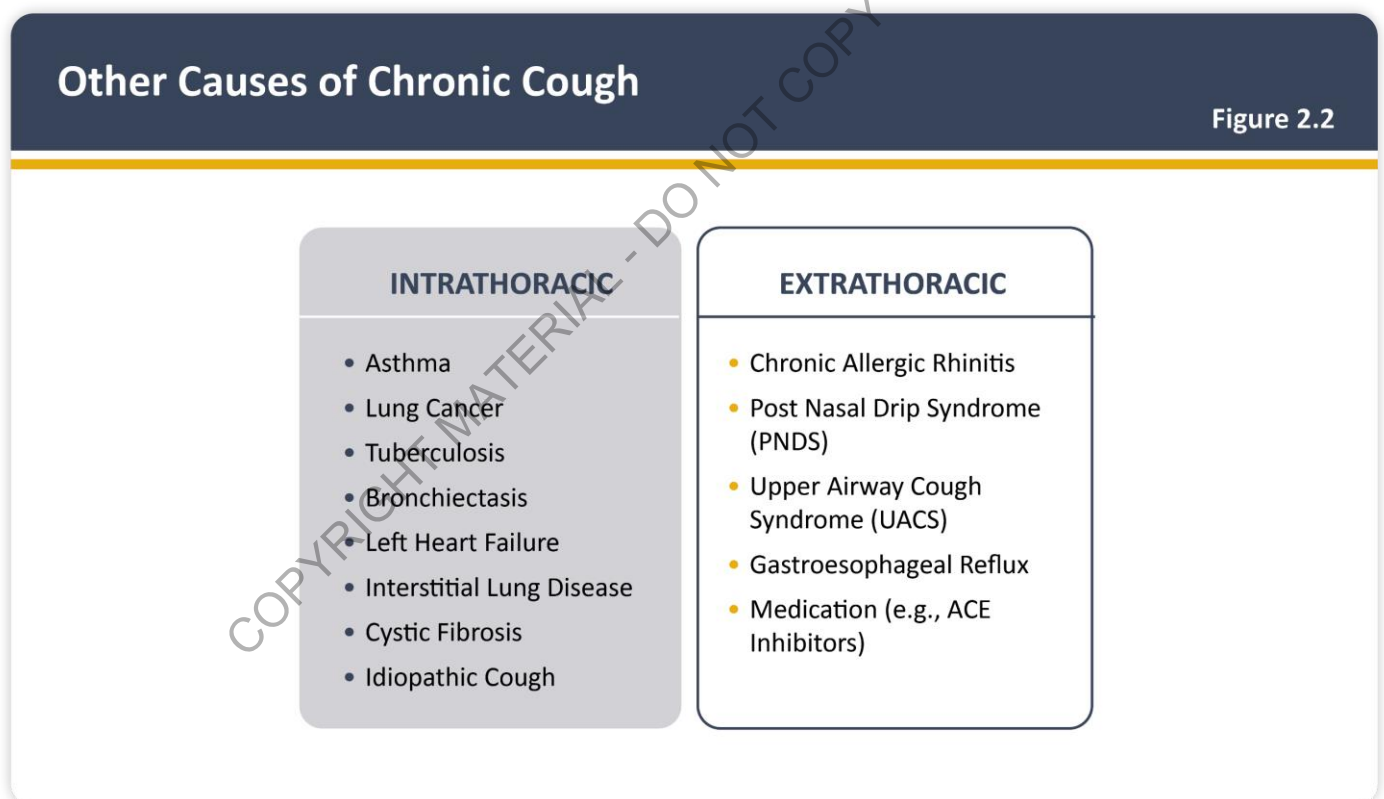 Other Causes of Chronic Cough
Figure 2.2
INTRATHORACIC
• Asthma
• Lung Cancer
• Tuberculosis
• Bronchiectasis
• Left Heart Failure
• Interstitial Lung Disease
• Cystic Fibrosis
• Idiopathic Cough
EXTRATHORACIC
• Chronic Allergic Rhinitis
• Post Nasal Drip Syndrome
(PNDS)
• Upper Airway Cough
Syndrome (UACS)
• Gastroesophageal Reflux
• Medication (e.g., ACE
Inhibitors)
COPYRIGHT MATERIAL - DO NOT COPY